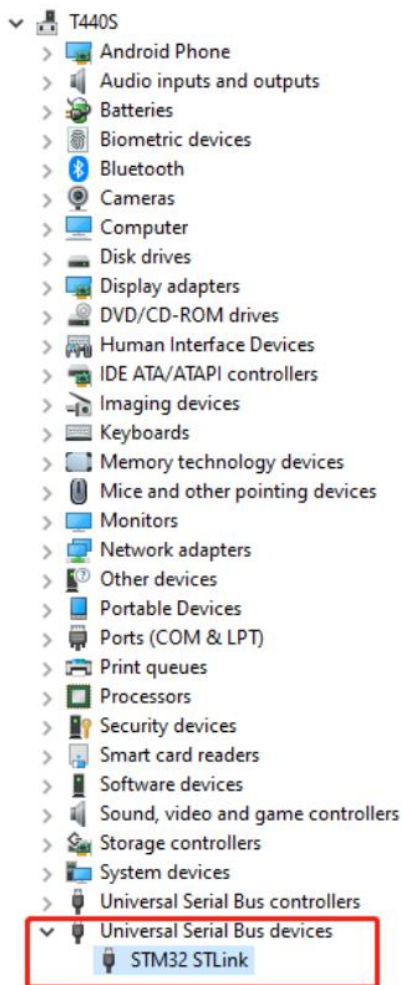 T440S
Android Phone
Audio inputs and outputs
Batteries
Biometric devices
Bluetooth
Cameras
Computer
Disk drives
Display adapters
DVD/CD-ROM drives
Human Interface Devices
IDE ATA/ATAPI controllers
Imaging devices
Keyboards
Memory technology devices
Mice and other pointing devices
Monitors
Network adapters
Other devices
Portable Devices
Ports (COM & LPT)
Print queues
Processors
Security devices
Smart card readers
Software devices
Sound, video and game controllers
Storage controllers
System devices
Universal Serial Bus controllers
Universal Serial Bus devices
STM32 STLink